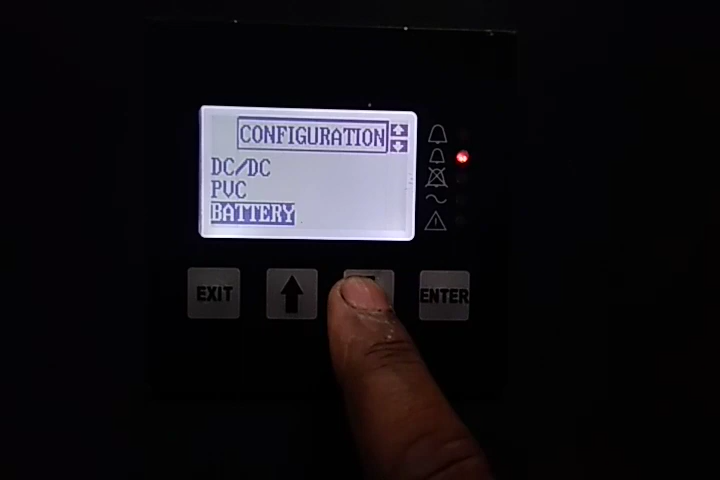 CONFIGURATION
DC/DC
PVC
BATTERY
EXIT
ENTER